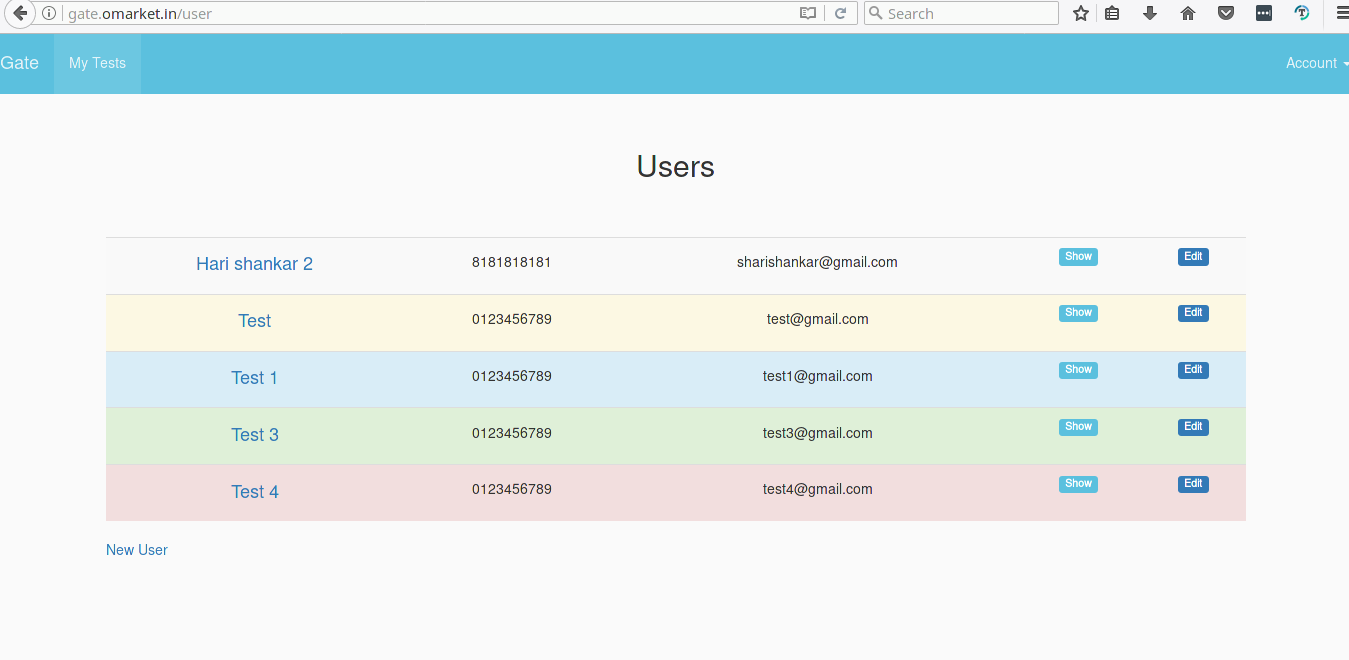 gate.omarket.in/user Search
Gate My Tests Account
Users
Hari shankar 2 8181818181 sharishankar@gmail.com Show Edit
Test 0123456789 test@gmail.com Show Edit
Test 1 0123456789 test1@gmail.com Show Edit
Test 3 0123456789 test3@gmail.com Show Edit
Test 4 0123456789 test4@gmail.com Show Edit
New User